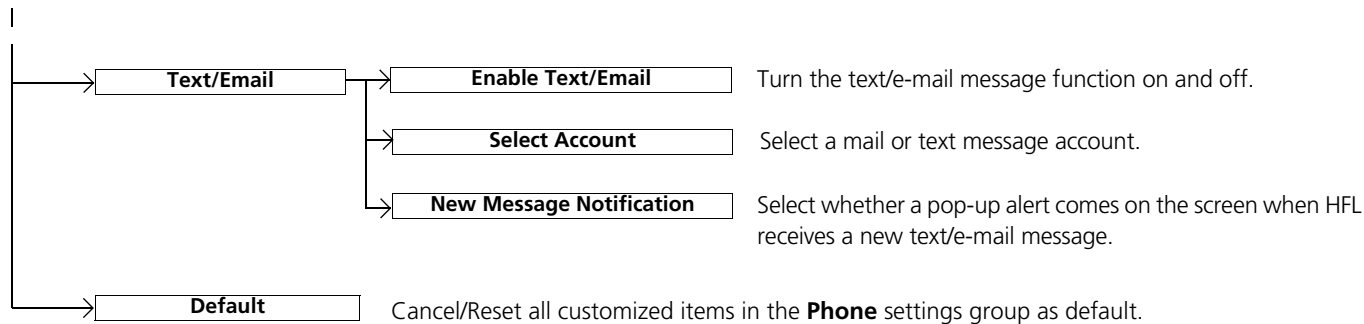 Text/Email
Enable Text/Email
Turn the text/e-mail message function on and off.
Select Account
Select a mail or text message account.
New Message Notification
Select whether a pop-up alert comes on the screen when HFL
receives a new text/e-mail message.
Default
Cancel/Reset all customized items in the Phone settings group as default.